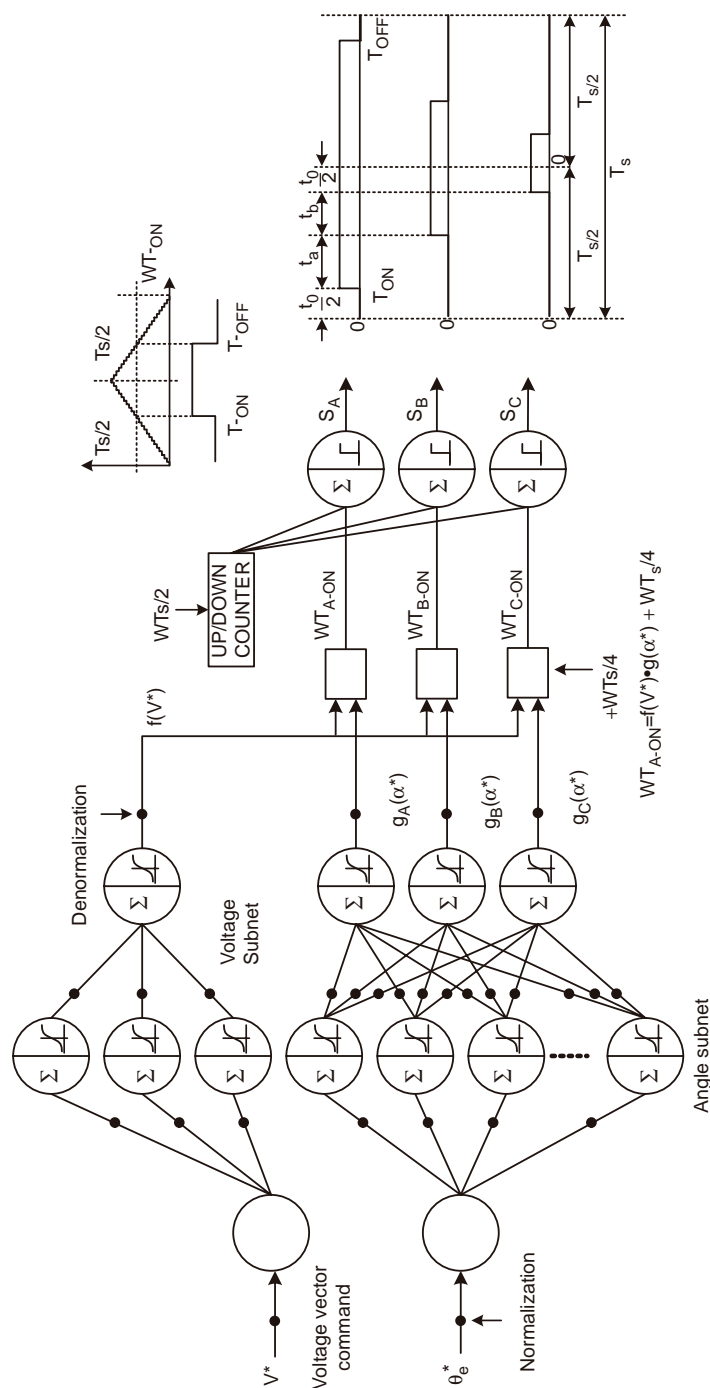 V*
Voltage vector
command
θe*
Normalization
Σ
Σ
Σ
Σ
Σ
Σ
Σ
Angle subnet
Voltage
Subnet
Denormalization
Σ
Σ
Σ
Σ
f(V*)
gA(α*)
gB(α*)
gC(α*)
WTs/2
UP/DOWN
COUNTER
WTA-ON
WTB-ON
WTC-ON
+WTs/4
WTA-ON=f(V*)•g(α*) + WTs/4
Σ
Σ
Σ
SA
SB
SC
Ts/2
Ts/2
WT-ON
T-ON
T-OFF
t0/2
ta
tb
t0/2
TON
TOFF
0
0
0
0
Ts/2
Ts/2
Ts